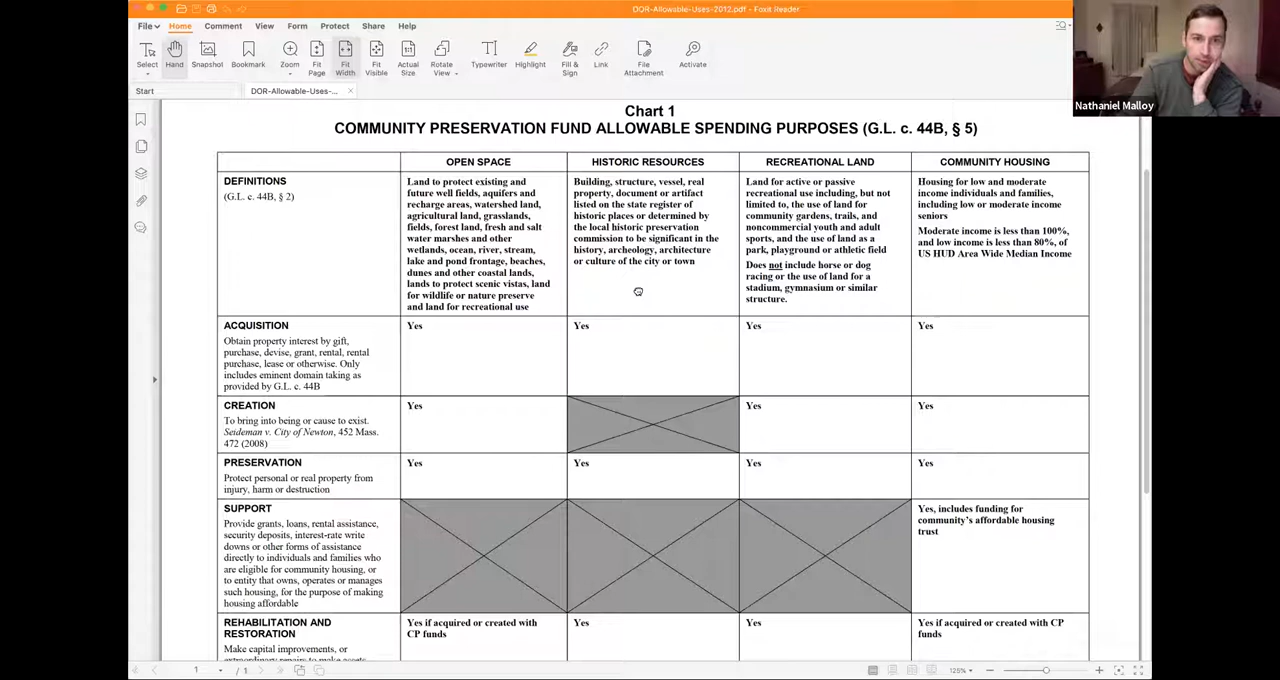 DOR-Allowable-Uses-2012.pdf - Foxit Reader
File Home Comment View Form Protect Share Help
Select Hand Snapshot Bookmark Zoom Fit Page Fit Width Fit Visible Actual Size Rotate View Typewriter Highlight Fill & Sign Link File Attachment Activate
Start DOR-Allowable-Uses-...
Nathaniel Malloy
Chart 1
COMMUNITY PRESERVATION FUND ALLOWABLE SPENDING PURPOSES (G.L. c. 44B, § 5)
OPEN SPACE HISTORIC RESOURCES RECREATIONAL LAND COMMUNITY HOUSING
DEFINITIONS
(G.L. c. 44B, § 2)
Land to protect existing and
future well fields, aquifers and
recharge areas, watershed land,
agricultural land, grasslands,
fields, forest land, fresh and salt
water marshes and other
wetlands, ocean, river, stream,
lake and pond frontage, beaches,
dunes and other coastal lands,
lands to protect scenic vistas, land
for wildlife or nature preserve
and land for recreational use
Building, structure, vessel, real
property, document or artifact
listed on the state register of
historic places or determined by
the local historic preservation
commission to be significant in the
history, archeology, architecture
or culture of the city or town
Land for active or passive
recreational use including, but not
limited to, the use of land for
community gardens, trails, and
noncommercial youth and adult
sports, and the use of land as a
park, playground or athletic field
Does not include horse or dog
racing or the use of land for a
stadium, gymnasium or similar
structure.
Housing for low and moderate
income individuals and families,
including low or moderate income
seniors
Moderate income is less than 100%,
and low income is less than 80%, of
US HUD Area Wide Median Income
ACQUISITION
Obtain property interest by gift,
purchase, devise, grant, rental, rental
purchase, lease or otherwise. Only
includes eminent domain taking as
provided by G.L. c. 44B
Yes Yes Yes Yes
CREATION
To bring into being or cause to exist.
Seideman v. City of Newton, 452 Mass.
472 (2008)
Yes Yes Yes
PRESERVATION
Protect personal or real property from
injury, harm or destruction
Yes Yes Yes Yes
SUPPORT
Provide grants, loans, rental assistance,
security deposits, interest-rate write
downs or other forms of assistance
directly to individuals and families who
are eligible for community housing, or
to entity that owns, operates or manages
such housing, for the purpose of making
housing affordable
Yes, includes funding for
community's affordable housing
trust
REHABILITATION AND
RESTORATION
Make capital improvements, or
extraordinary repairs to make assets
Yes if acquired or created with
CP funds
Yes
Yes
Yes if acquired or created with CP
funds
1 / 1
125%